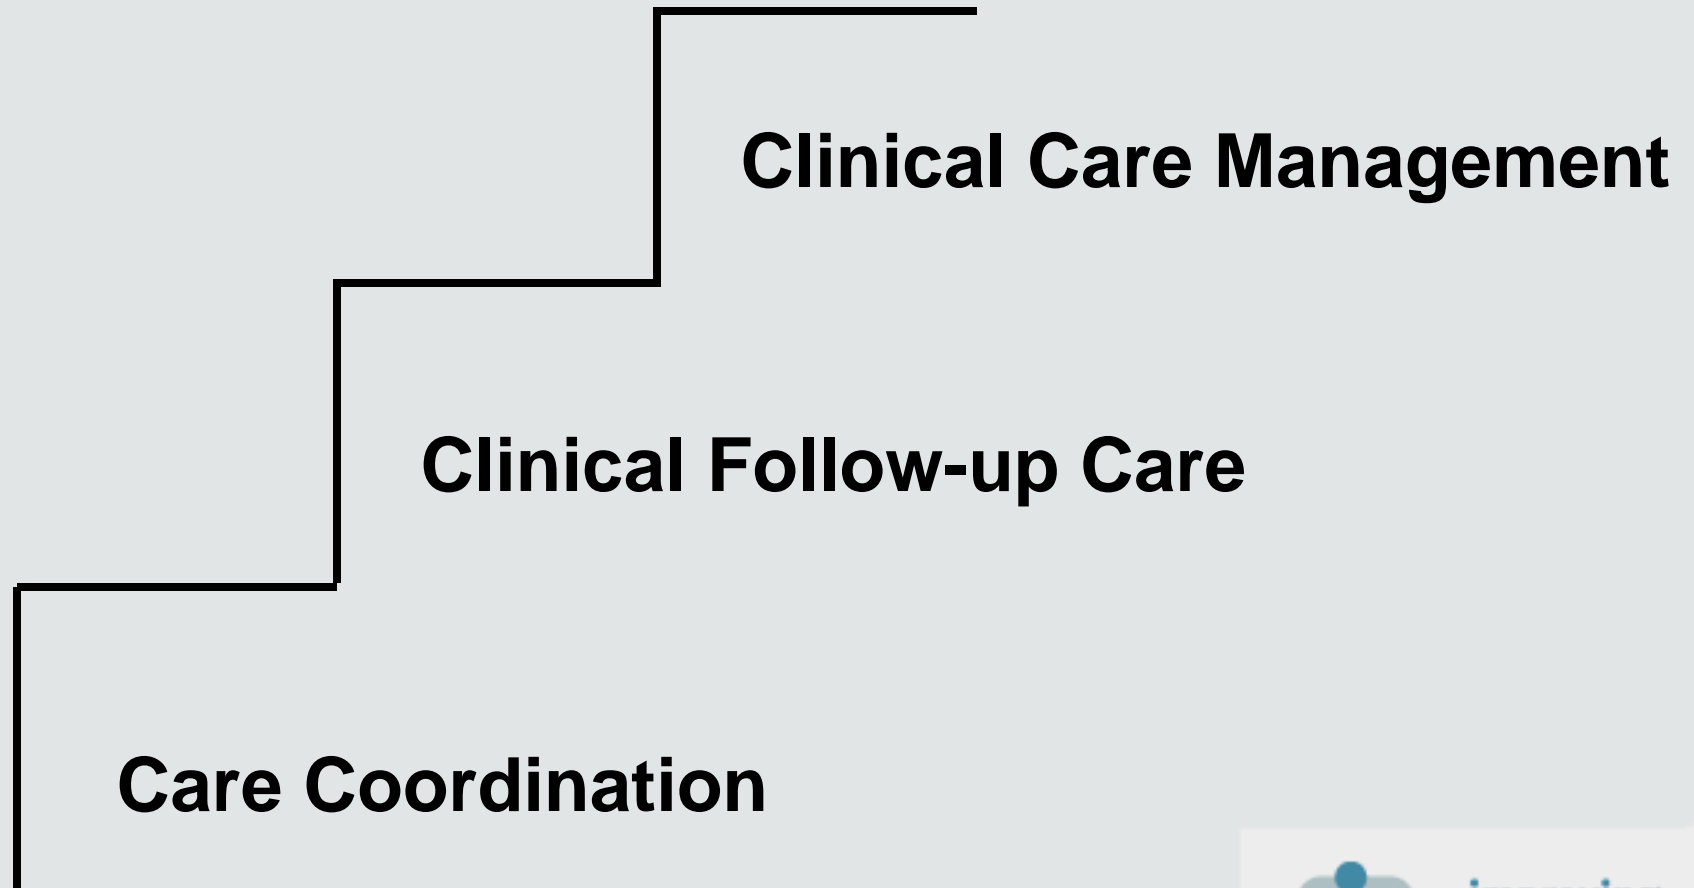 Clinical Care Management
Clinical Follow-up Care
Care Coordination